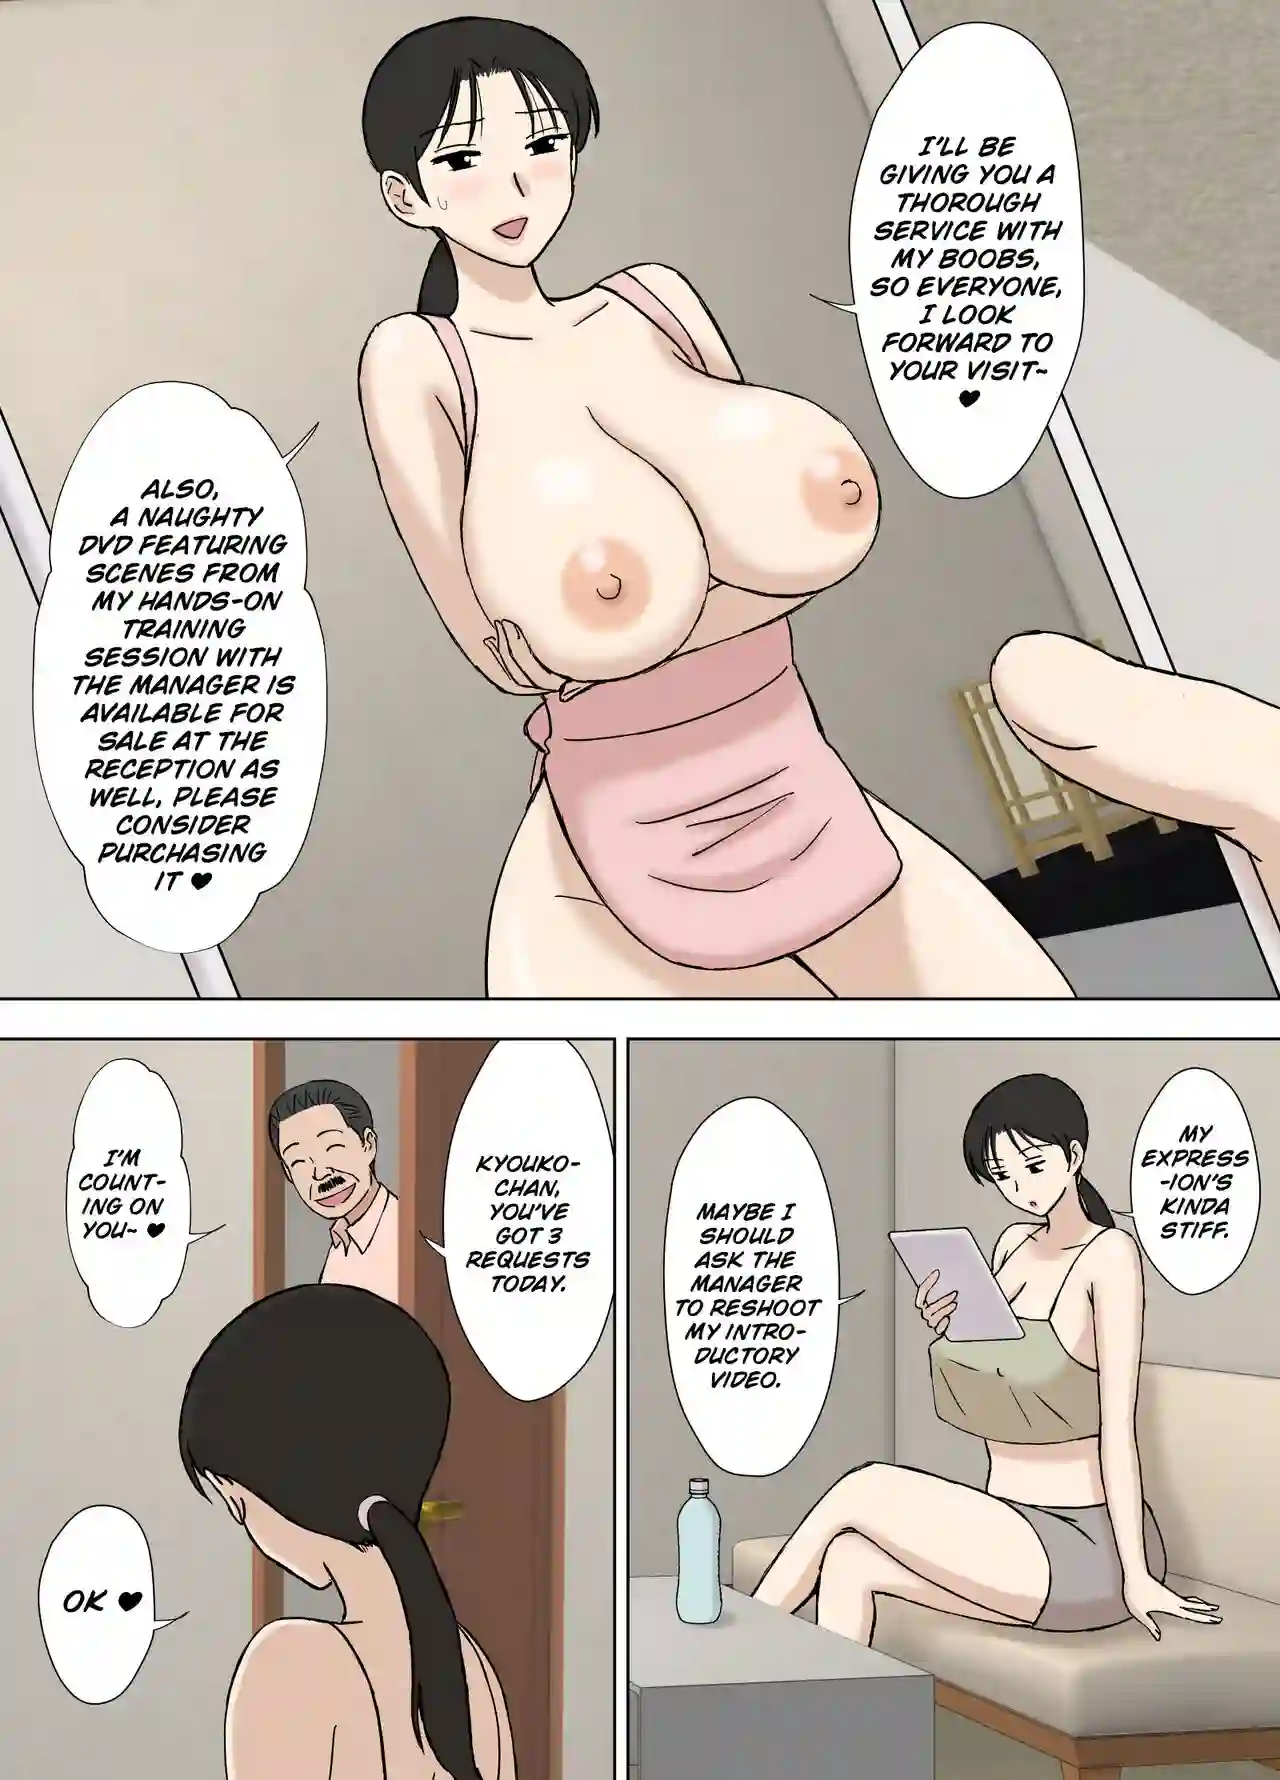 I'LL BE
GIVING YOU A
THOROUGH
SERVICE WITH
MY BOOBS,
SO EVERYONE,
I LOOK
FORWARD TO
YOUR VISIT~
♥
ALSO,
A NAUGHTY
DVD FEATURING
SCENES FROM
MY HANDS-ON
TRAINING
SESSION WITH
THE MANAGER IS
AVAILABLE FOR
SALE AT THE
RECEPTION AS
WELL, PLEASE
CONSIDER
PURCHASING
IT ♥
I'M
COUNT-
ING ON
YOU~ ♥
KYOUKO-
CHAN,
YOU'VE
GOT 3
REQUESTS
TODAY.
OK ♥
MAYBE I
SHOULD
ASK THE
MANAGER
TO RESHOOT
MY INTRO-
DUCTORY
VIDEO.
MY
EXPRESS
-ION'S
KINDA
STIFF.